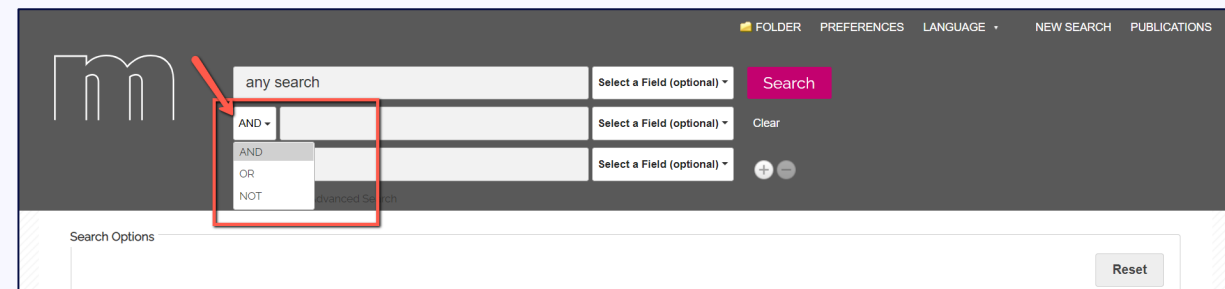 FOLDER PREFERENCES LANGUAGE NEW SEARCH PUBLICATIONS
m
any search Select a Field (optional) Search
AND Select a Field (optional) Clear
AND
OR Select a Field (optional)
NOT
dvanced Search
Search Options
Reset